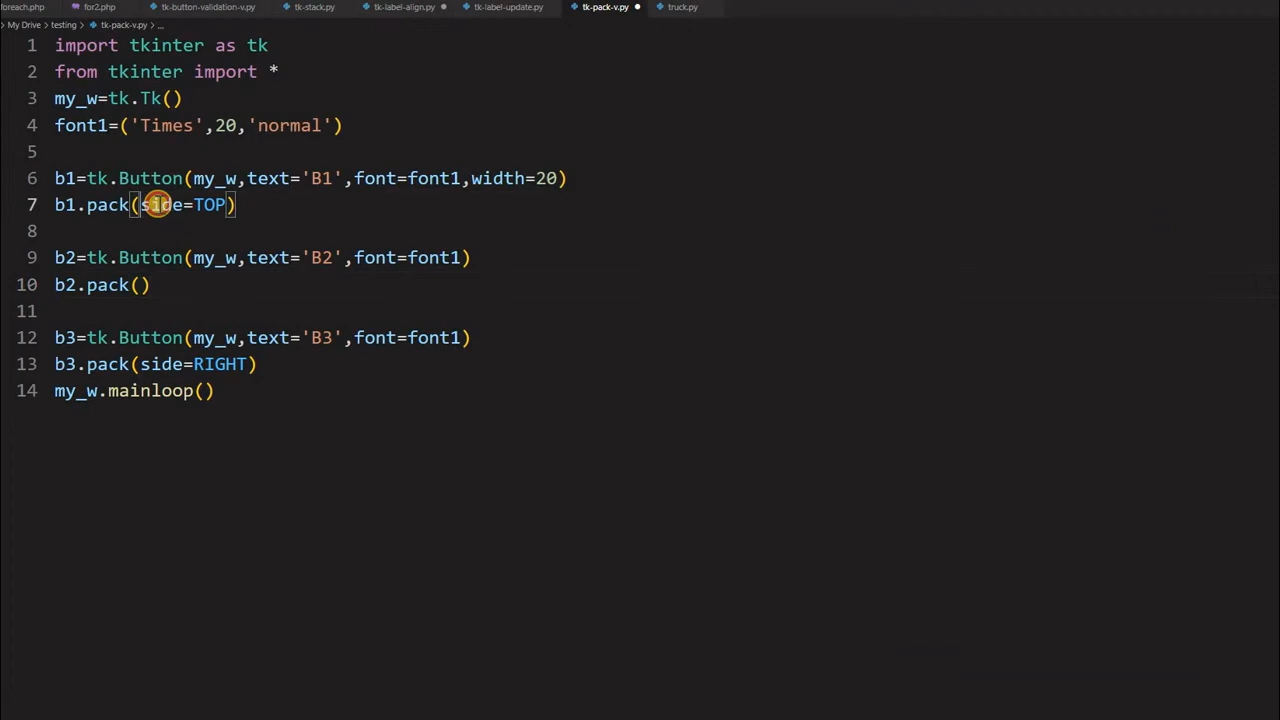 foreach.php for2.php tk-button-validation-v.py tk-stack.py tk-label-align.py tk-label-update.py tk-pack-v.py truck.py
> My Drive > testing > tk-pack-v.py > ...
1 import tkinter as tk
2 from tkinter import *
3 my_w=tk.Tk()
4 font1=('Times',20,'normal')
5
6 b1=tk.Button(my_w,text='B1',font=font1,width=20)
7 b1.pack(side=TOP)
8
9 b2=tk.Button(my_w,text='B2',font=font1)
10 b2.pack()
11
12 b3=tk.Button(my_w,text='B3',font=font1)
13 b3.pack(side=RIGHT)
14 my_w.mainloop()